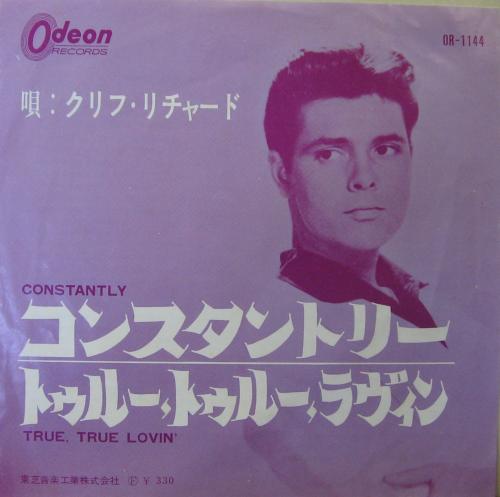 Odeon
RECORDS
OR-1144
唄：クリフ・リチャード
CONSTANTLY
コンスタントリー
トゥルー,トゥルー,ラヴィン
TRUE, TRUE LOVIN'
東芝音楽工業株式会社 Ⓟ ¥ 330